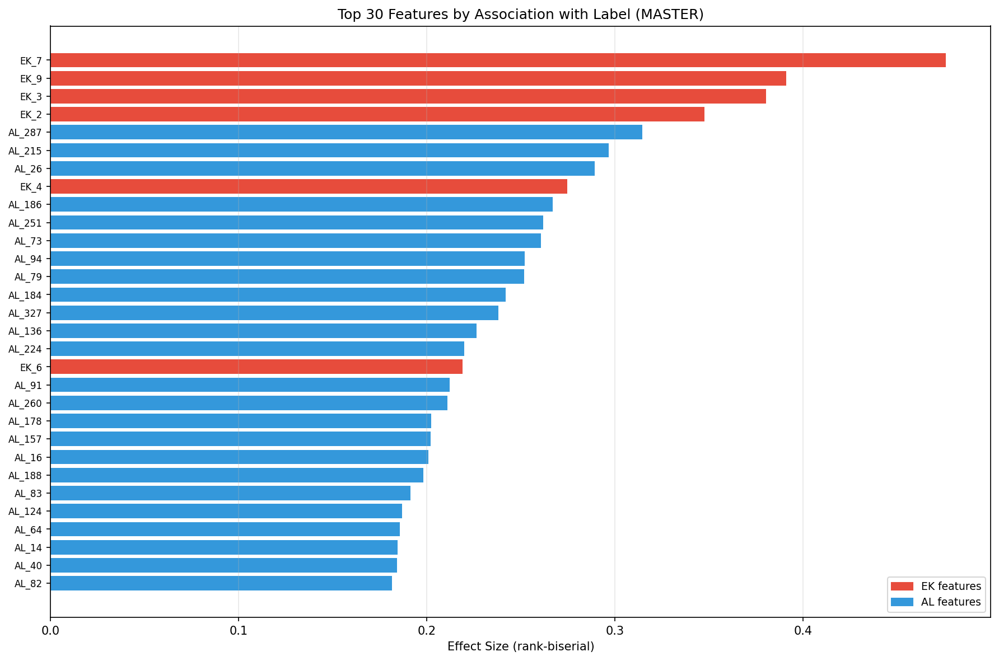 Top 30 Features by Association with Label (MASTER)
EK_7
EK_9
EK_3
EK_2
AL_287
AL_215
AL_26
EK_4
AL_186
AL_251
AL_73
AL_94
AL_79
AL_184
AL_327
AL_136
AL_224
EK_6
AL_91
AL_260
AL_178
AL_157
AL_16
AL_188
AL_83
AL_124
AL_64
AL_14
AL_40
AL_82
EK features
AL features
0.0 0.1 0.2 0.3 0.4
Effect Size (rank-biserial)